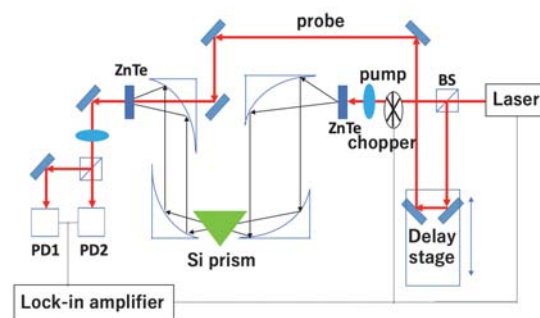 probe
ZnTe
pump
BS
Laser
ZnTe
chopper
PD1
PD2
Si prism
Delay
stage
Lock-in amplifier